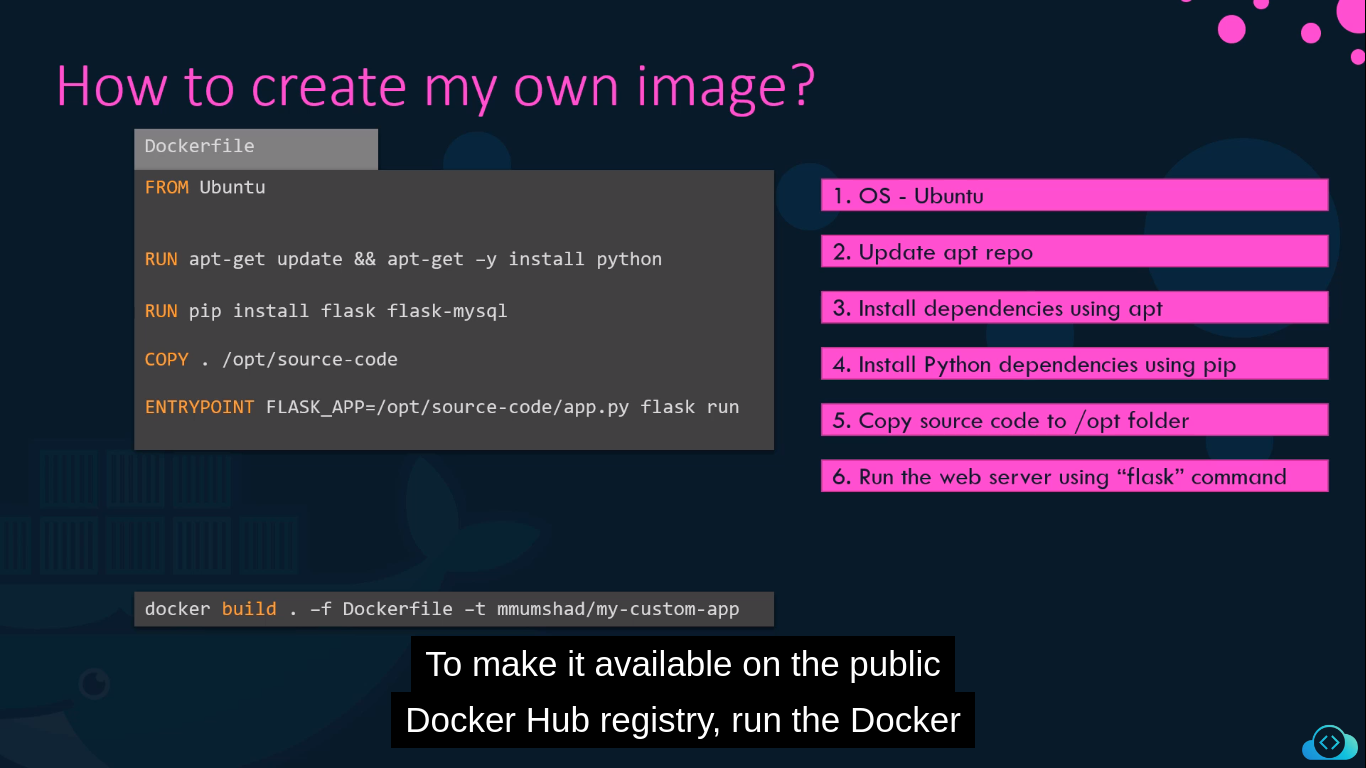 How to create my own image?
Dockerfile
FROM Ubuntu
RUN apt-get update && apt-get –y install python
RUN pip install flask flask-mysql
COPY . /opt/source-code
ENTRYPOINT FLASK_APP=/opt/source-code/app.py flask run
1. OS - Ubuntu
2. Update apt repo
3. Install dependencies using apt
4. Install Python dependencies using pip
5. Copy source code to /opt folder
6. Run the web server using “flask” command
docker build . –f Dockerfile –t mmumshad/my-custom-app
To make it available on the public
Docker Hub registry, run the Docker